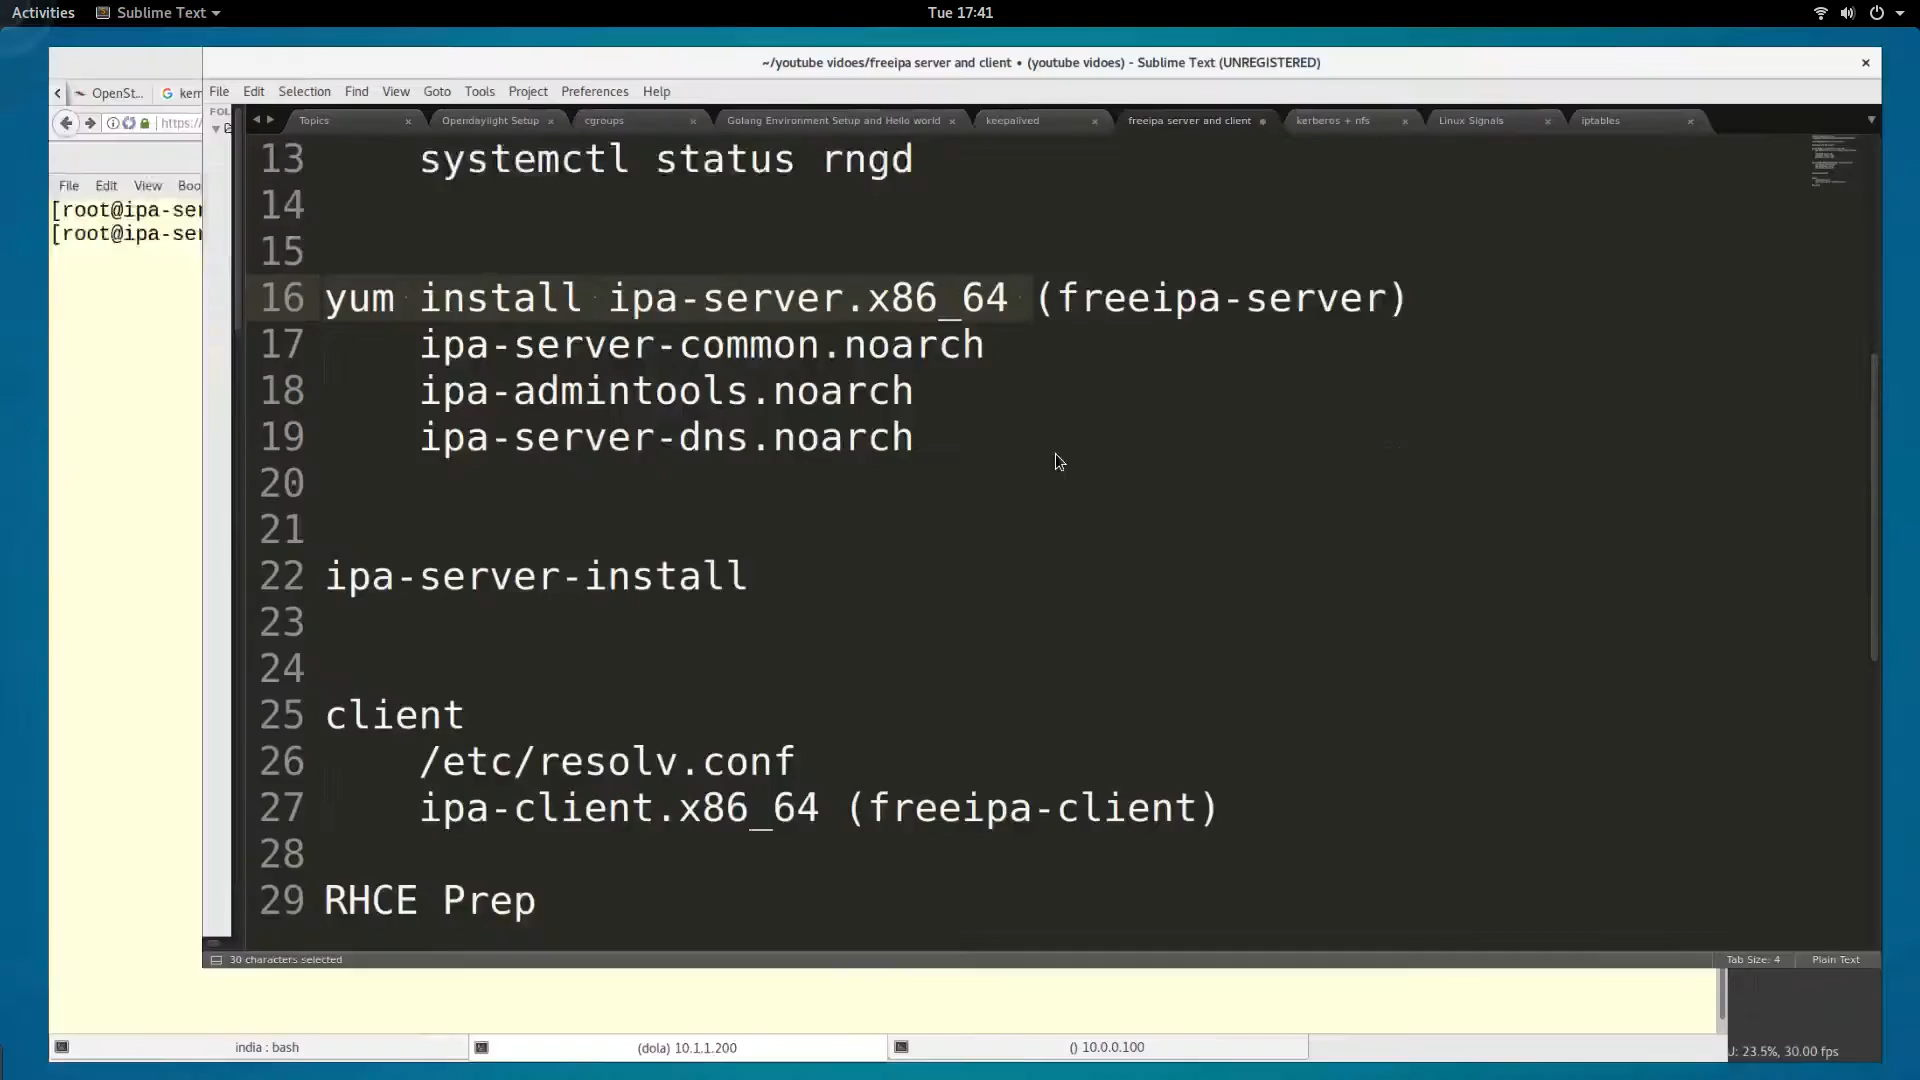 Activities Sublime Text Tue 17:41
~/youtube vidoes/freeipa server and client • (youtube vidoes) - Sublime Text (UNREGISTERED)
OpenSt... kern
File Edit Selection Find View Goto Tools Project Preferences Help
https:
FOL
Topics Opendaylight Setup cgroups Golang Environment Setup and Hello world keepalived freeipa server and client kerberos + nfs Linux Signals iptables
File Edit View Boo
[root@ipa-ser
[root@ipa-ser
13 systemctl status rngd
14
15
16 yum install ipa-server.x86_64 (freeipa-server)
17 ipa-server-common.noarch
18 ipa-admintools.noarch
19 ipa-server-dns.noarch
20
21
22 ipa-server-install
23
24
25 client
26 /etc/resolv.conf
27 ipa-client.x86_64 (freeipa-client)
28
29 RHCE Prep
30 characters selected Tab Size: 4 Plain Text
india : bash (dola) 10.1.1.200 () 10.0.0.100
U: 23.5%, 30.00 fps